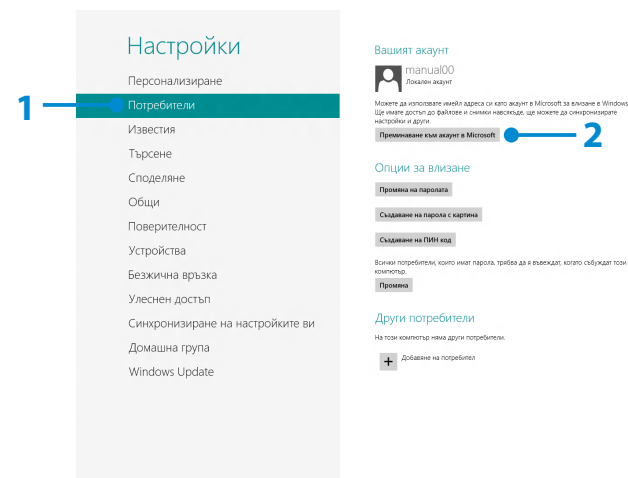 Настройки
Персонализиране
1
Потребители
Известия
Търсене
Споделяне
Общи
Поверителност
Устройства
Безжична връзка
Улеснен достъп
Синхронизиране на настройките ви
Домашна група
Windows Update
Вашият акаунт
manual00
Локален акаунт
Можете да използвате имейл адреса си като акаунт в Microsoft за влизане в Windows
Ще имате достъп до файлове и снимки навсякъде, ще можете да синхронизирате
настройки и други.
Преминаване към акаунт в Microsoft
2
Опции за влизане
Промяна на паролата
Създаване на парола с картина
Създаване на ПИН код
Всички потребители, които имат парола, трябва да я въвеждат, когато събуждат този
компютър.
Промяна
Други потребители
На този компютър няма други потребители.
Добавяне на потребител